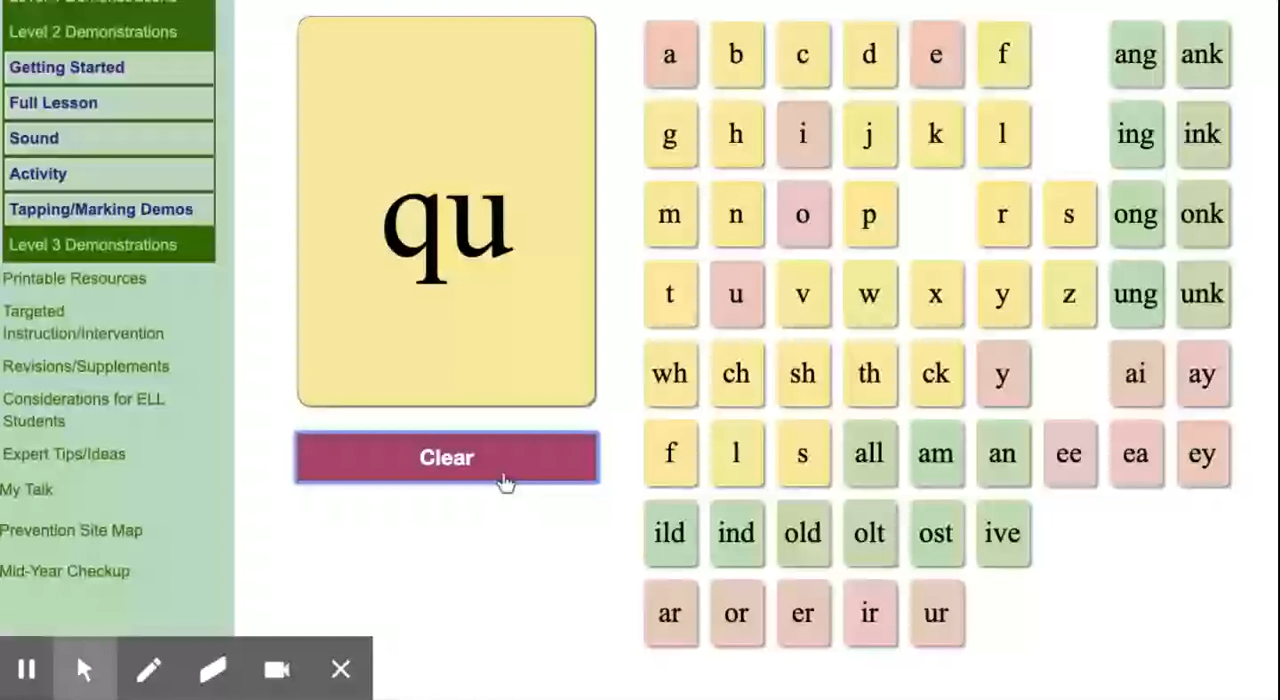 Level 2 Demonstrations
Getting Started
Full Lesson
Sound
Activity
Tapping/Marking Demos
Level 3 Demonstrations
Printable Resources
Targeted
Instruction/Intervention
Revisions/Supplements
Considerations for ELL
Students
Expert Tips/Ideas
My Talk
Prevention Site Map
Mid-Year Checkup
qu
Clear
a b c d e f ang ank
g h i j k l ing ink
m n o p r s ong onk
t u v w x y z ung unk
wh ch sh th ck y ai ay
f l s all am an ee ea ey
ild ind old olt ost ive
ar or er ir ur